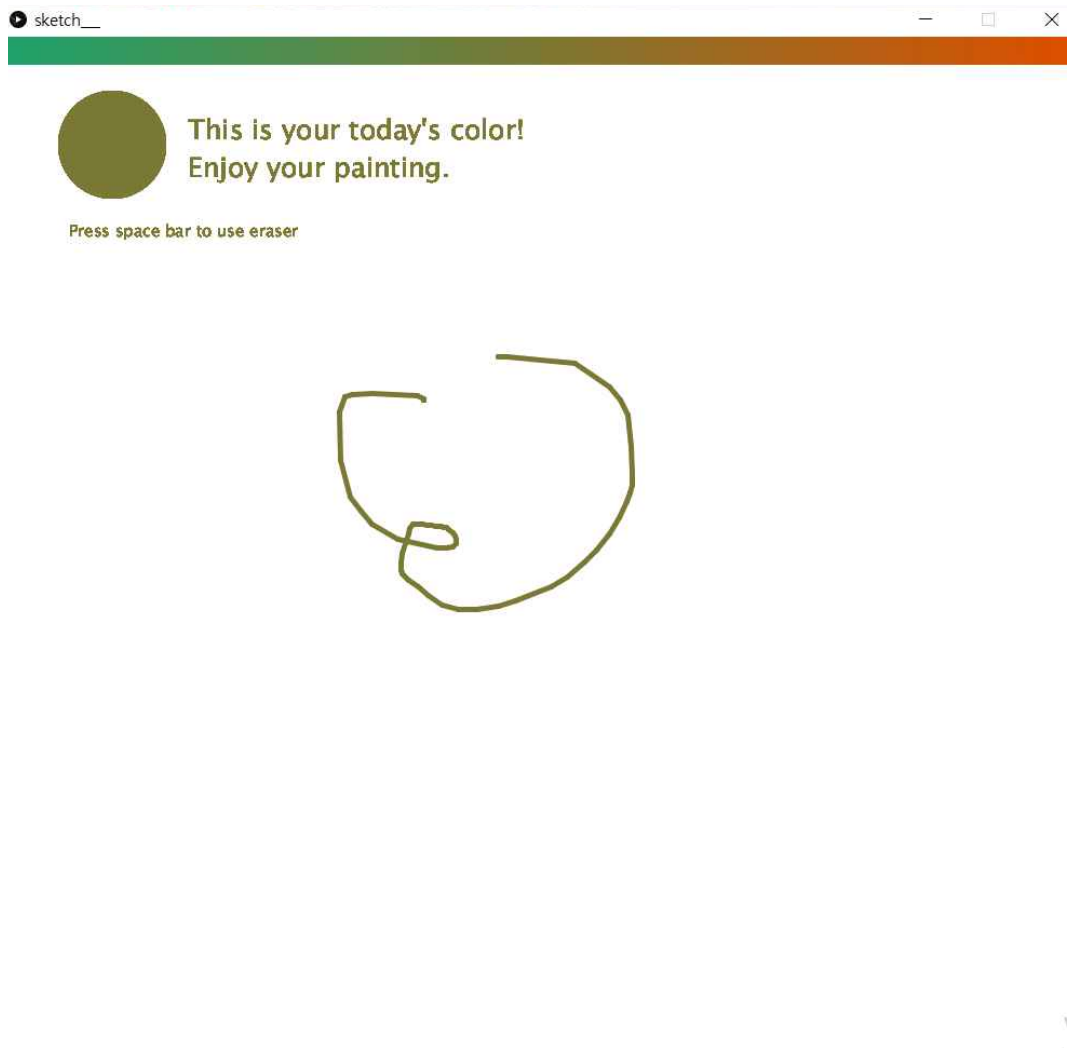 sketch__
This is your today's color!
Enjoy your painting.
Press space bar to use eraser